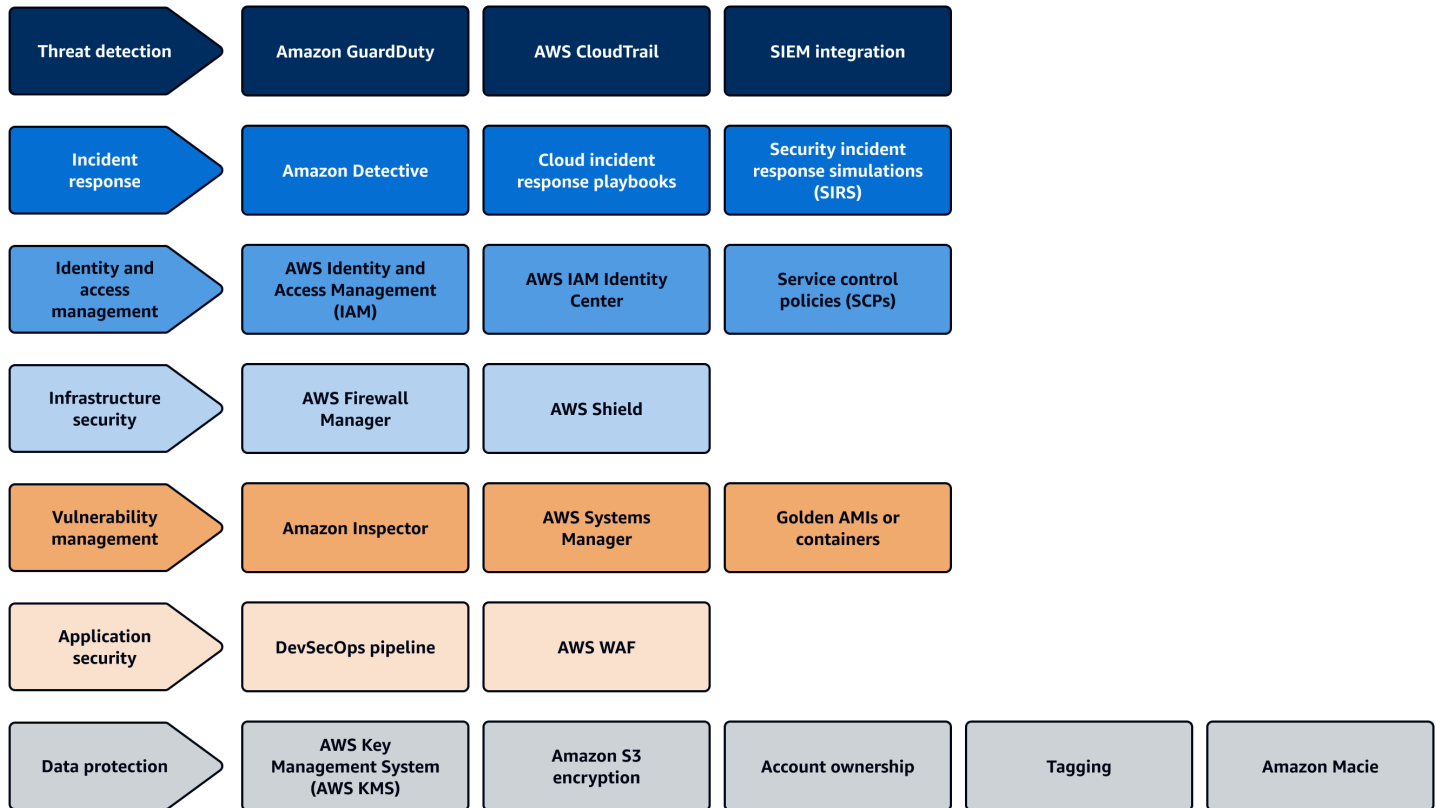 Threat detection
Amazon GuardDuty
AWS CloudTrail
SIEM integration
Incident
response
Amazon Detective
Cloud incident
response playbooks
Security incident
response simulations
(SIRS)
Identity and
access
management
AWS Identity and
Access Management
(IAM)
AWS IAM Identity
Center
Service control
policies (SCPs)
Infrastructure
security
AWS Firewall
Manager
AWS Shield
Vulnerability
management
Amazon Inspector
AWS Systems
Manager
Golden AMIs or
containers
Application
security
DevSecOps pipeline
AWS WAF
Data protection
AWS Key
Management System
(AWS KMS)
Amazon S3
encryption
Account ownership
Tagging
Amazon Macie